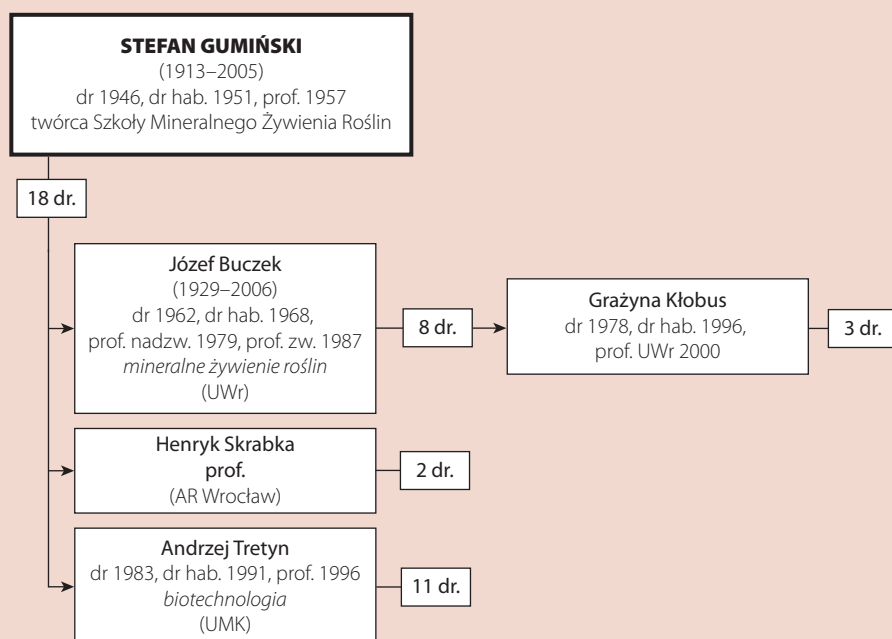 STEFAN GUMIŃSKI
(1913–2005)
dr 1946, dr hab. 1951, prof. 1957
twórca Szkoły Mineralnego Żywienia Roślin
18 dr.
Józef Buczek
(1929–2006)
dr 1962, dr hab. 1968,
prof. nadzw. 1979, prof. zw. 1987
mineralne żywienie roślin
(UWr)
8 dr.
Grażyna Kłobus
dr 1978, dr hab. 1996,
prof. UWr 2000
3 dr.
Henryk Skrabka
prof.
(AR Wrocław)
2 dr.
Andrzej Tretyn
dr 1983, dr hab. 1991, prof. 1996
biotechnologia
(UMK)
11 dr.